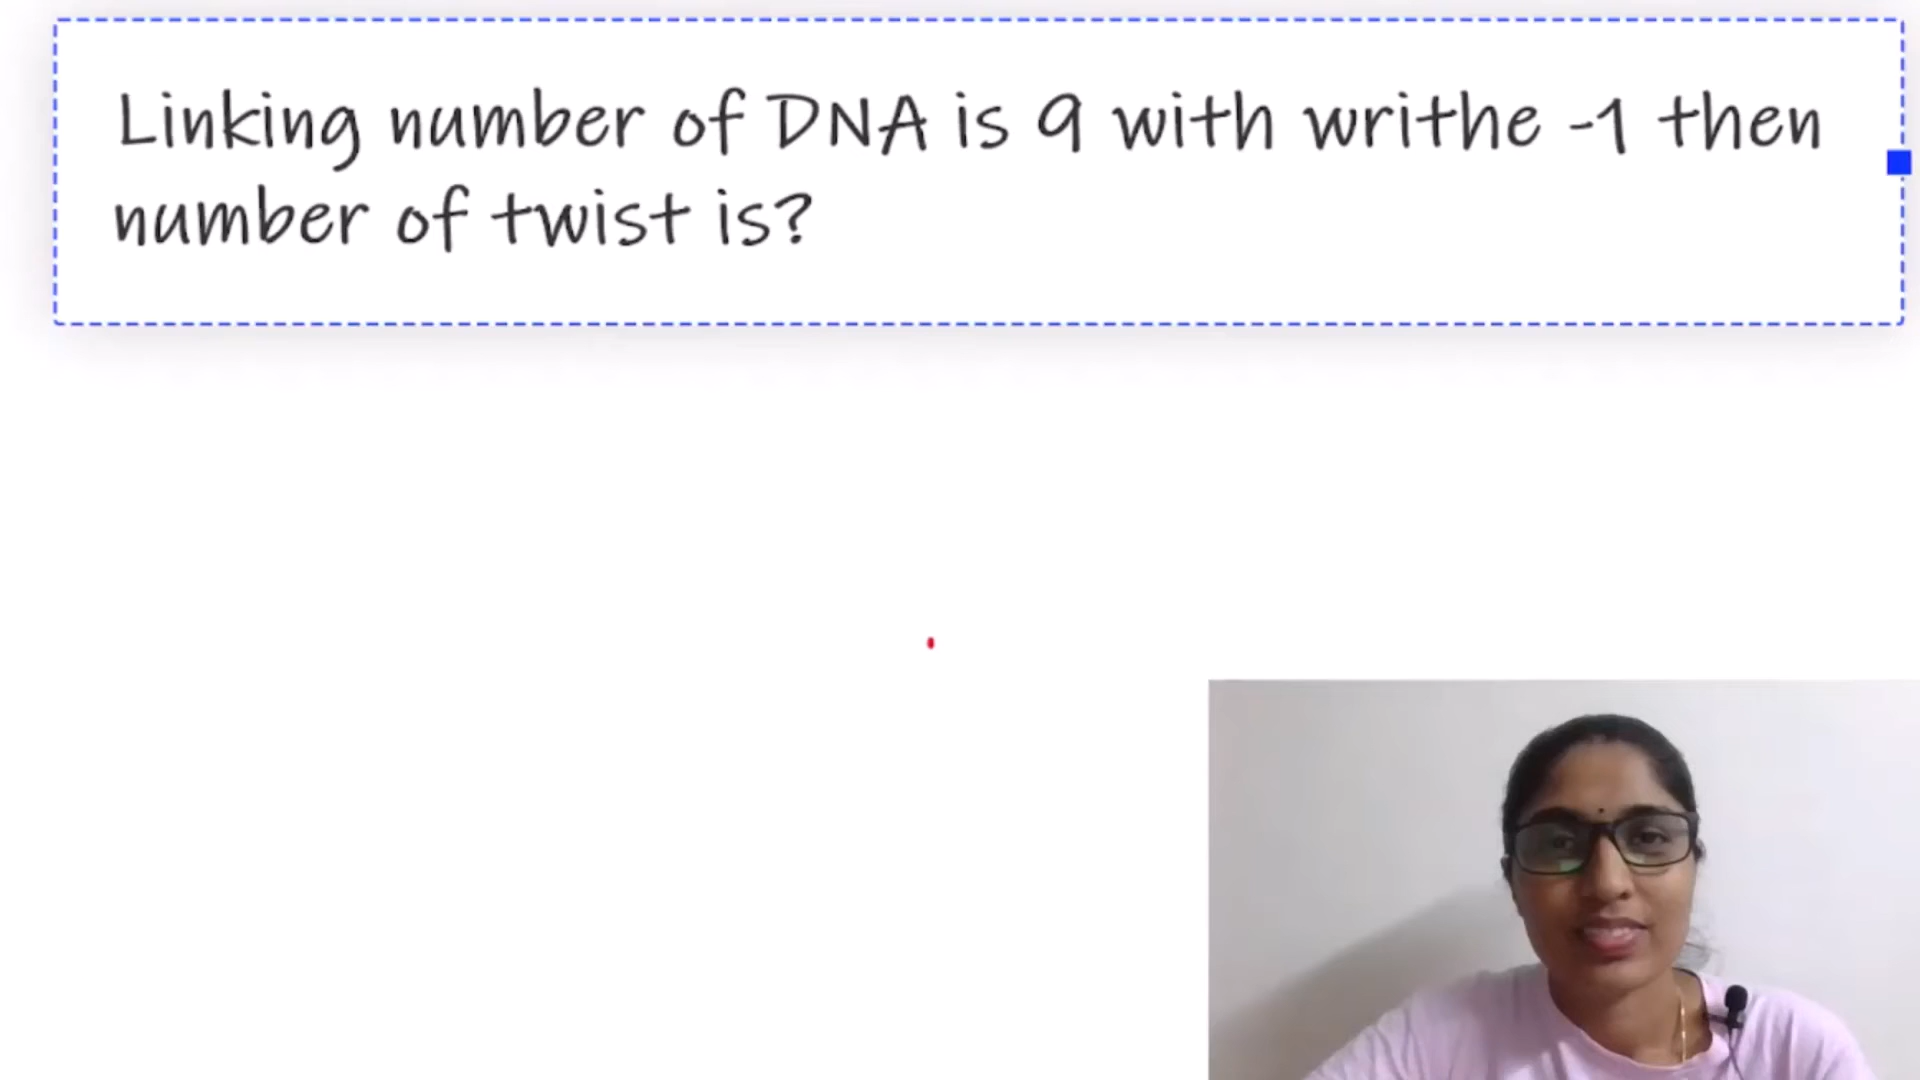 Linking number of DNA is 9 with writhe -1 then
number of twist is?